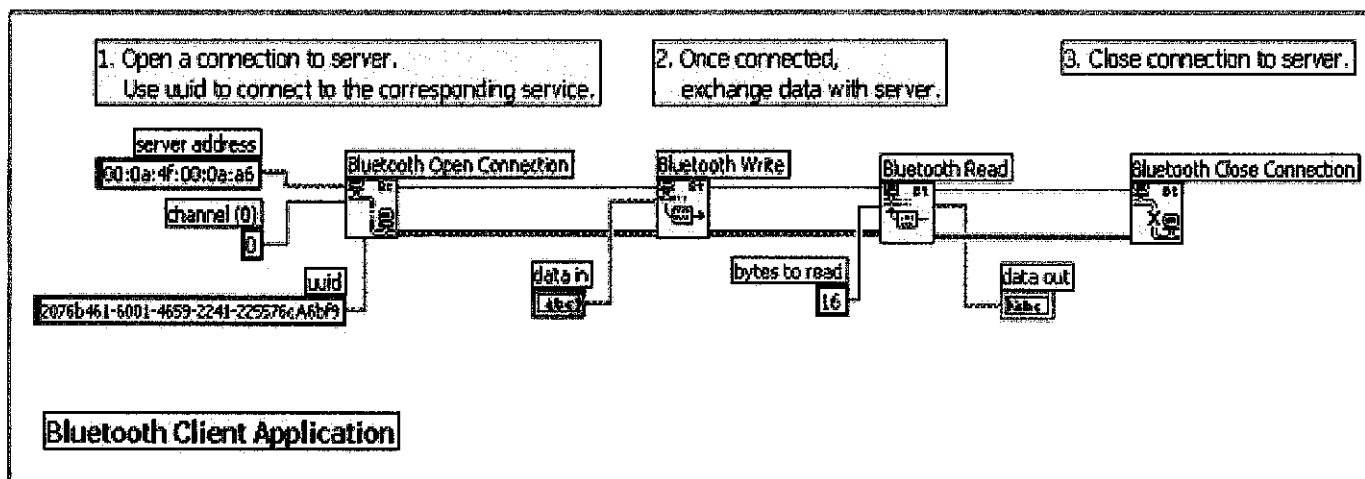 1. Open a connection to server.
Use uuid to connect to the corresponding service.
2. Once connected,
exchange data with server.
3. Close connection to server.
server address
00:0a:4f:00:0a:a6
channel (0)
0
uuid
Bluetooth Open Connection
Bluetooth Write
data in
abc
Bluetooth Read
bytes to read
16
data out
abc
Bluetooth Close Connection
Bluetooth Client Application